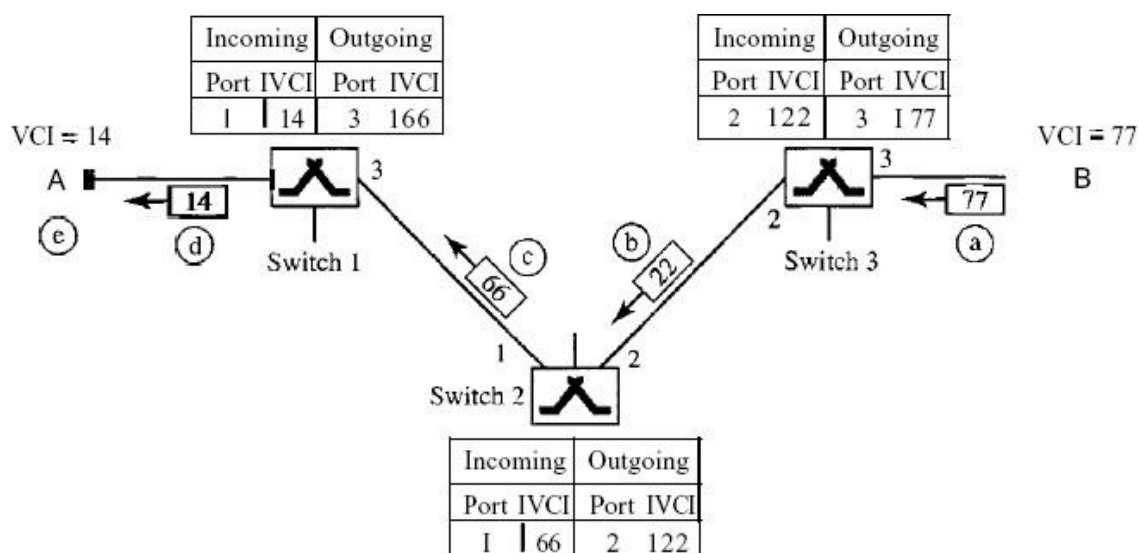 Incoming Outgoing
Port IVCI Port IVCI
I 14 3 166
Incoming Outgoing
Port IVCI Port IVCI
2 122 3 I 77
VCI = 14
VCI = 77
A
3
3
B
14
77
2
e
d
Switch 1
c
b
Switch 3
a
66
22
1
2
Switch 2
Incoming Outgoing
Port IVCI Port IVCI
I 66 2 122